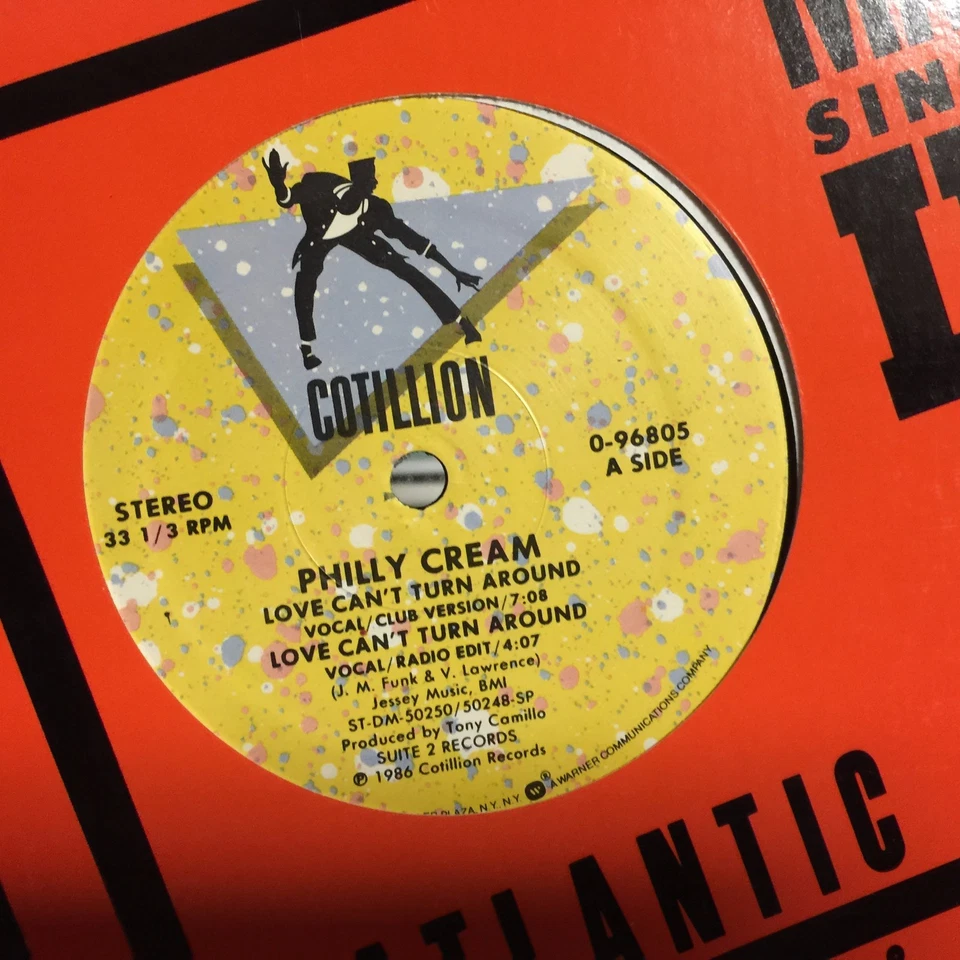 SIN
COTILLION
0-96805
A SIDE
STEREO
33 1/3 RPM
PHILLY CREAM
LOVE CAN'T TURN AROUND
VOCAL/CLUB VERSION/7:08
LOVE CAN'T TURN AROUND
VOCAL/RADIO EDIT/4:07
(J. M. Funk & V. Lawrence)
Jessey Music, BMI
ST-DM-50250/50248-SP
Produced by Tony Camillo
SUITE 2 RECORDS
℗ 1986 Cotillion Records
PLAZA, N.Y. N.Y. ® A WARNER COMMUNICATIONS COMPANY
ATLANTIC